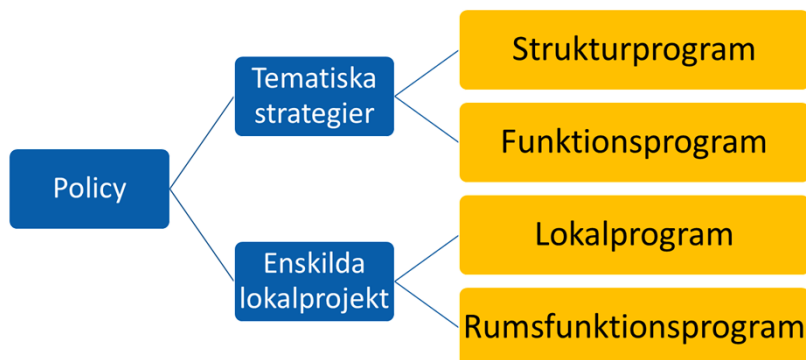 Policy
Tematiska
strategier
Strukturprogram
Funktionsprogram
Enskilda
lokalprojekt
Lokalprogram
Rumsfunktionsprogram